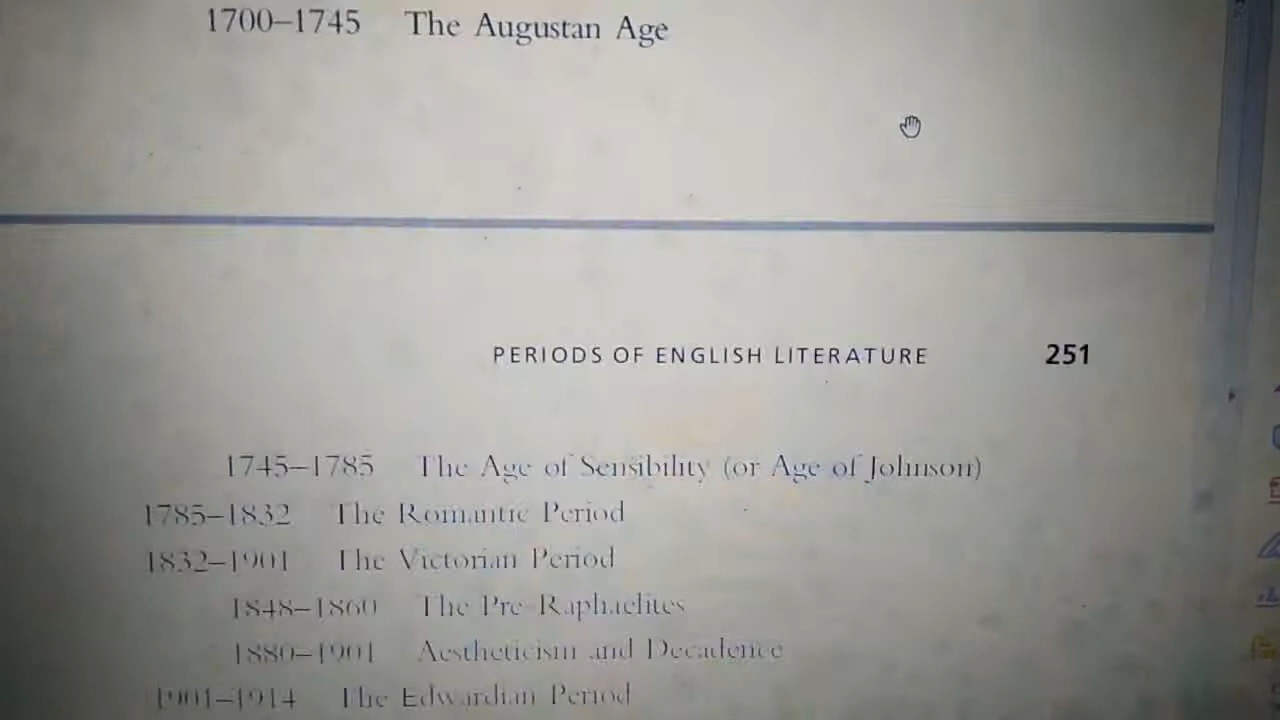 1700–1745 The Augustan Age
PERIODS OF ENGLISH LITERATURE 251
1745–1785 The Age of Sensibility (or Age of Johnson)
1785–1832 The Romantic Period
1832–1901 The Victorian Period
1848–1860 The Pre-Raphaelites
1880–1901 Aestheticism and Decadence
1901–1914 The Edwardian Period